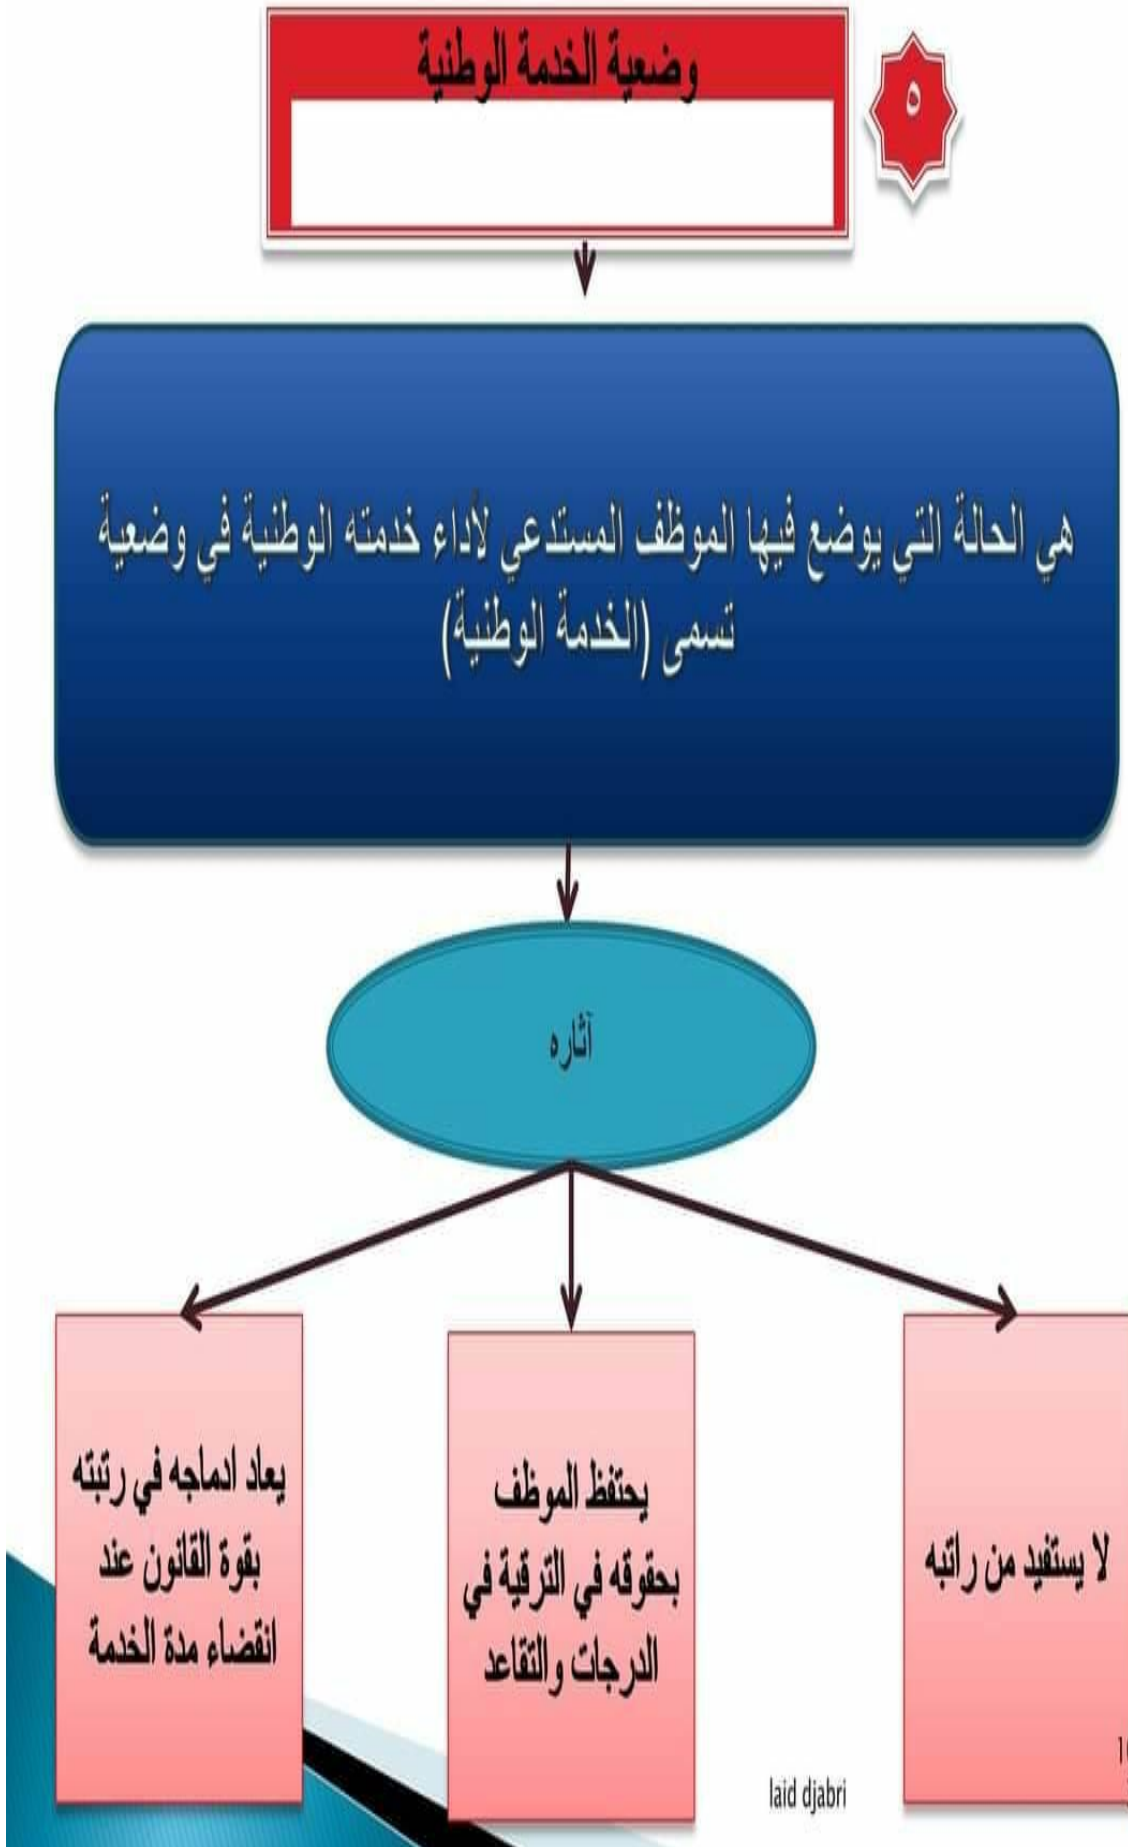 وضعية الخدمة الوطنية
٥
هي الحالة التي يوضع فيها الموظف المستدعي لأداء خدمته الوطنية في وضعية
تسمى (الخدمة الوطنية)
آثاره
لا يستفيد من راتبه
يحتفظ الموظف
بحقوقه في الترقية في
الدرجات والتقاعد
يعاد ادماجه في رتبته
بقوة القانون عند
انقضاء مدة الخدمة
laid djabri